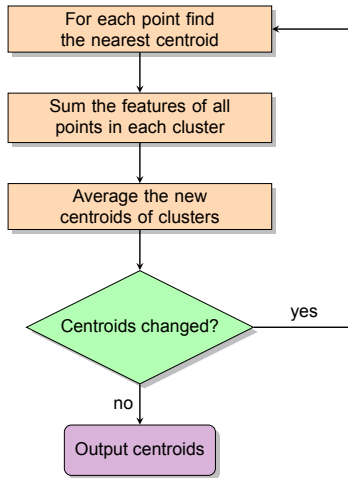 For each point find
the nearest centroid
Sum the features of all
points in each cluster
Average the new
centroids of clusters
Centroids changed?
yes
no
Output centroids